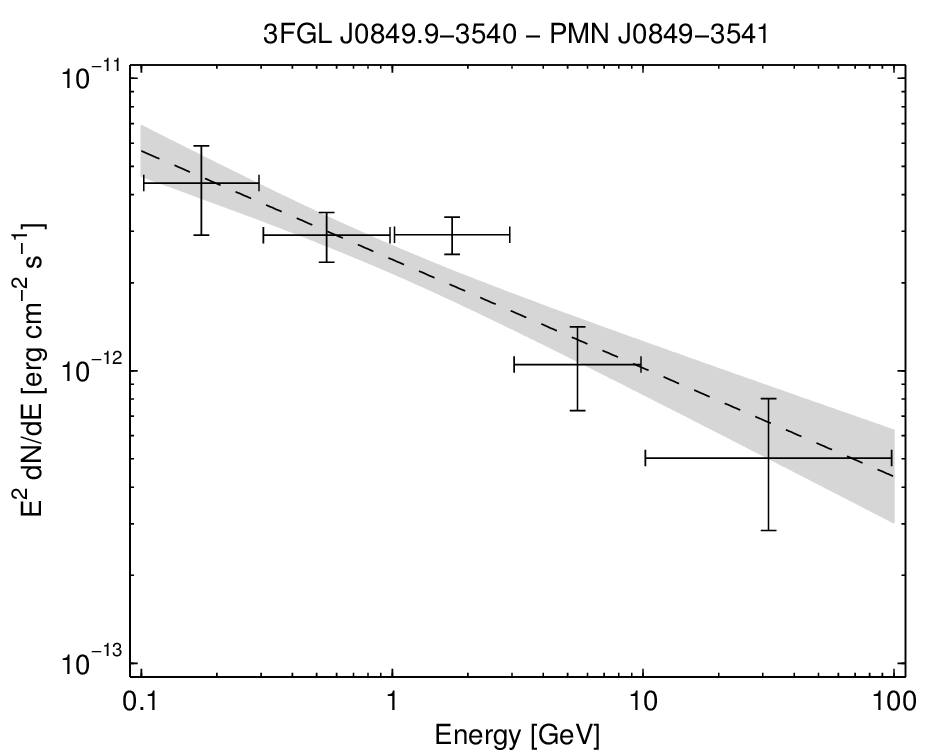 3FGL J0849.9−3540 − PMN J0849−3541
10⁻¹¹
10⁻¹²
10⁻¹³
E² dN/dE [erg cm⁻² s⁻¹]
0.1 1 10 100
Energy [GeV]